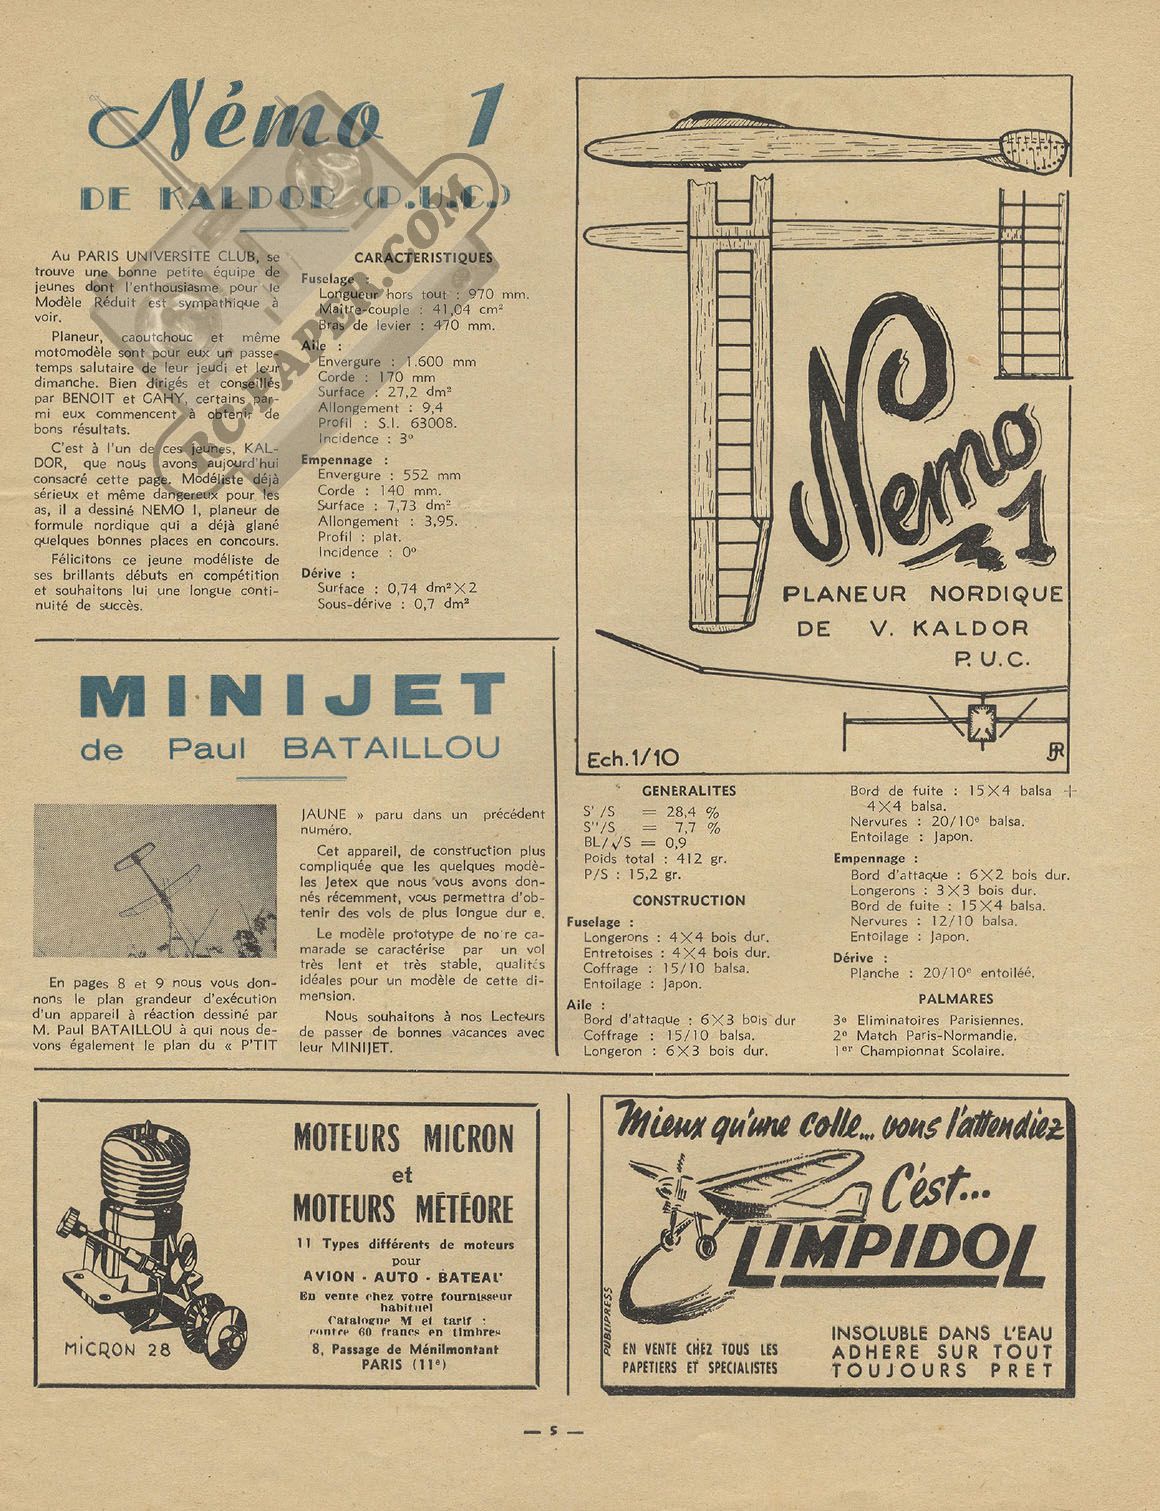 Némo 1
DE KALDOR (P.U.C.)
Au PARIS UNIVERSITE CLUB, se
trouve une bonne petite équipe de
jeunes dont l'enthousiasme pour le
Modèle Réduit est sympathique à
voir.
Planeur, caoutchouc et même
motomodèle sont pour eux un passe-
temps salutaire de leur jeudi et leur
dimanche. Bien dirigés et conseillés
par BENOIT et GAHY, certains par-
mi eux commencent à obtenir de
bons résultats.
C'est à l'un de ces jeunes, KAL-
DOR, que nous avons aujourd'hui
consacré cette page. Modéliste déjà
sérieux et même dangereux pour les
as, il a dessiné NEMO I, planeur de
formule nordique qui a déjà glané
quelques bonnes places en concours.
Félicitons ce jeune modéliste de
ses brillants débuts en compétition
et souhaitons lui une longue conti-
nuité de succès.
CARACTERISTIQUES
Fuselage :
Longueur hors tout : 970 mm.
Maître-couple : 41,04 cm²
Bras de levier : 470 mm.
Aile :
Envergure : 1.600 mm
Corde : 170 mm
Surface : 27,2 dm²
Allongement : 9,4
Profil : S.I. 63008.
Incidence : 3°
Empennage :
Envergure : 552 mm
Corde : 140 mm.
Surface : 7,73 dm²
Allongement : 3,95.
Profil : plat.
Incidence : 0°
Dérive :
Surface : 0,74 dm²×2
Sous-dérive : 0,7 dm²
RCPAPER.COM
Nemo
1
PLANEUR NORDIQUE
DE V. KALDOR
P.U.C.
Ech. 1/10
JR
MINIJET
de Paul BATAILLOU
En pages 8 et 9 nous vous don-
nons le plan grandeur d'exécution
d'un appareil à réaction dessiné par
M. Paul BATAILLOU à qui nous de-
vons également le plan du « P'TIT
JAUNE » paru dans un précédent
numéro.
Cet appareil, de construction plus
compliquée que les quelques modè-
les Jetex que nous vous avons don-
nés récemment, vous permettra d'ob-
tenir des vols de plus longue dur e.
Le modèle prototype de no're ca-
marade se caractérise par un vol
très lent et très stable, qualités
idéales pour un modèle de cette di-
mension.
Nous souhaitons à nos Lecteurs
de passer de bonnes vacances avec
leur MINIJET.
GENERALITES
S'/S = 28,4 %
S''/S = 7,7 %
BL/√S = 0,9
Poids total : 412 gr.
P/S : 15,2 gr.
CONSTRUCTION
Fuselage :
Longerons : 4×4 bois dur.
Entretoises : 4×4 bois dur.
Coffrage : 15/10 balsa.
Entoilage : Japon.
Aile :
Bord d'attaque : 6×3 bois dur
Coffrage : 15/10 balsa.
Longeron : 6×3 bois dur.
Bord de fuite : 15×4 balsa +
4×4 balsa.
Nervures : 20/10e balsa.
Entoilage : Japon.
Empennage :
Bord d'attaque : 6×2 bois dur.
Longerons : 3×3 bois dur.
Bord de fuite : 15×4 balsa.
Nervures : 12/10 balsa.
Entoilage : Japon.
Dérive :
Planche : 20/10e entoiléé.
PALMARES
3e Eliminatoires Parisiennes.
2e Match Paris-Normandie.
1er Championnat Scolaire.
MOTEURS MICRON
et
MOTEURS MÉTÉORE
11 Types différents de moteurs
pour
AVION - AUTO - BATEAU
En vente chez votre fournisseur
habituel
Catalogue M et tarif :
contre 60 francs en timbres
8, Passage de Ménilmontant
PARIS (11e)
MICRON 28
Mieux qu'une colle... vous l'attendiez
C'est...
LIMPIDOL
PUBLIPRESS
EN VENTE CHEZ TOUS LES
PAPETIERS ET SPECIALISTES
INSOLUBLE DANS L'EAU
ADHERE SUR TOUT
TOUJOURS PRET
— 5 —